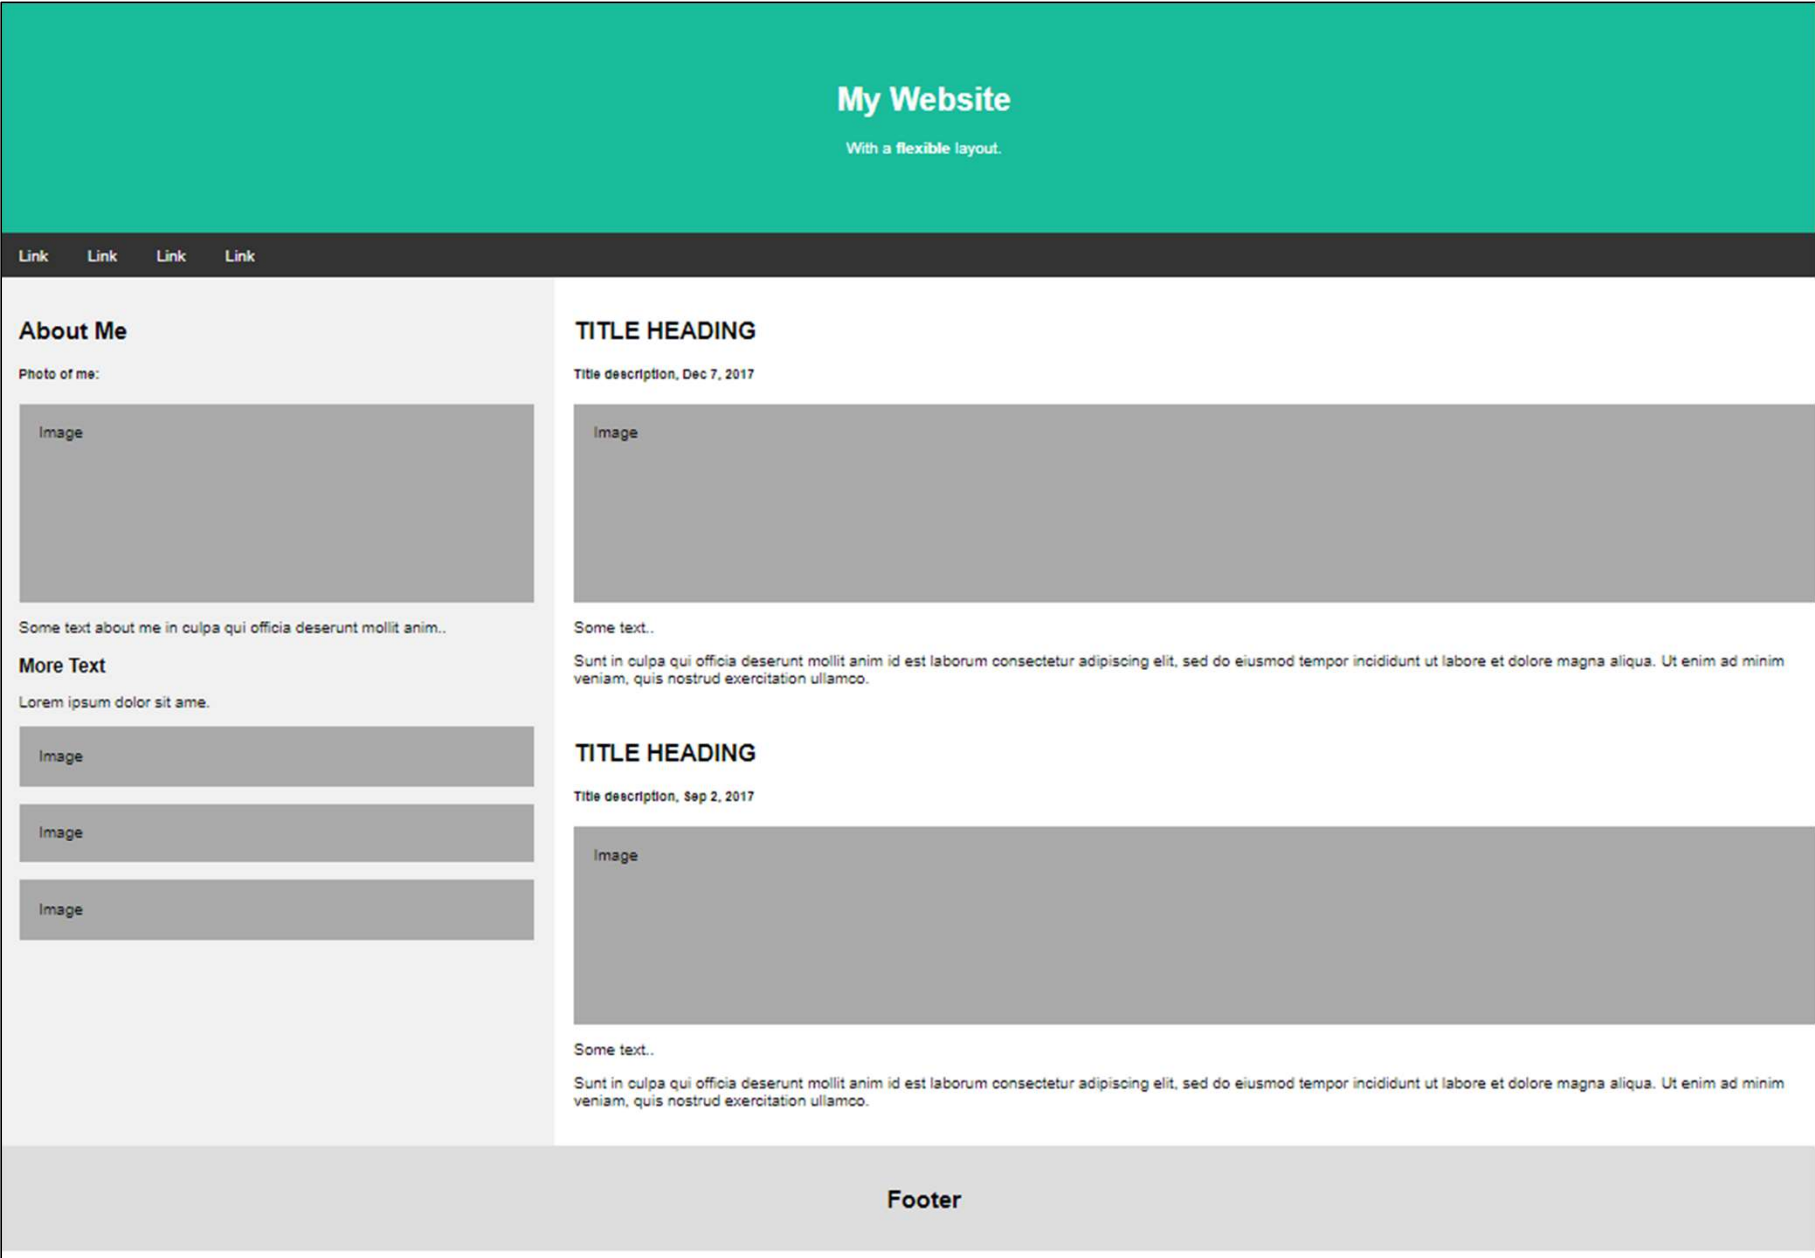 My Website
With a flexible layout.
Link Link Link Link
About Me
Photo of me:
Image
Some text about me in culpa qui officia deserunt mollit anim..
More Text
Lorem ipsum dolor sit ame.
Image
Image
Image
TITLE HEADING
Title description, Dec 7, 2017
Image
Some text..
Sunt in culpa qui officia deserunt mollit anim id est laborum consectetur adipiscing elit, sed do eiusmod tempor incididunt ut labore et dolore magna aliqua. Ut enim ad minim
veniam, quis nostrud exercitation ullamco.
TITLE HEADING
Title description, Sep 2, 2017
Image
Some text..
Sunt in culpa qui officia deserunt mollit anim id est laborum consectetur adipiscing elit, sed do eiusmod tempor incididunt ut labore et dolore magna aliqua. Ut enim ad minim
veniam, quis nostrud exercitation ullamco.
Footer